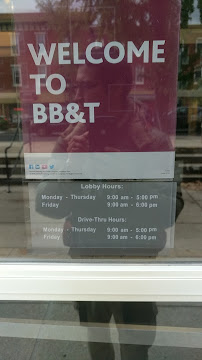 WELCOME
TO
BB&T
Lobby Hours:
Monday - Thursday 9:00 am - 5:00 pm
Friday 9:00 am - 6:00 pm
Drive-Thru Hours:
Monday - Thursday 9:00 am - 5:00 pm
Friday 9:00 am - 6:00 pm